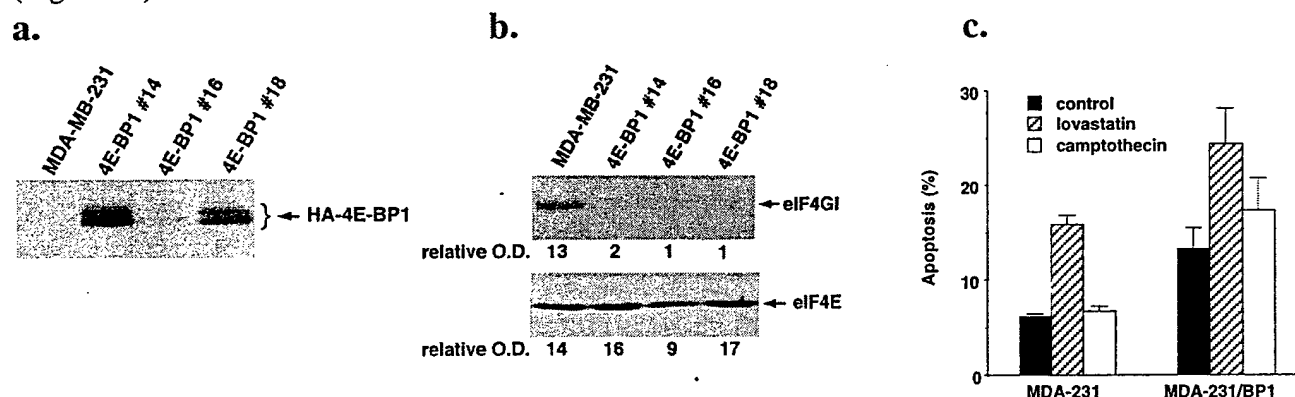 a.
MDA-MB-231
4E-BP1 #14
4E-BP1 #16
4E-BP1 #18
HA-4E-BP1
b.
MDA-MB-231
4E-BP1 #14
4E-BP1 #16
4E-BP1 #18
eIF4GI
relative O.D. 13 2 1 1
eIF4E
relative O.D. 14 16 9 17
c.
Apoptosis (%)
30
20
10
0
control
lovastatin
camptothecin
MDA-231 MDA-231/BP1